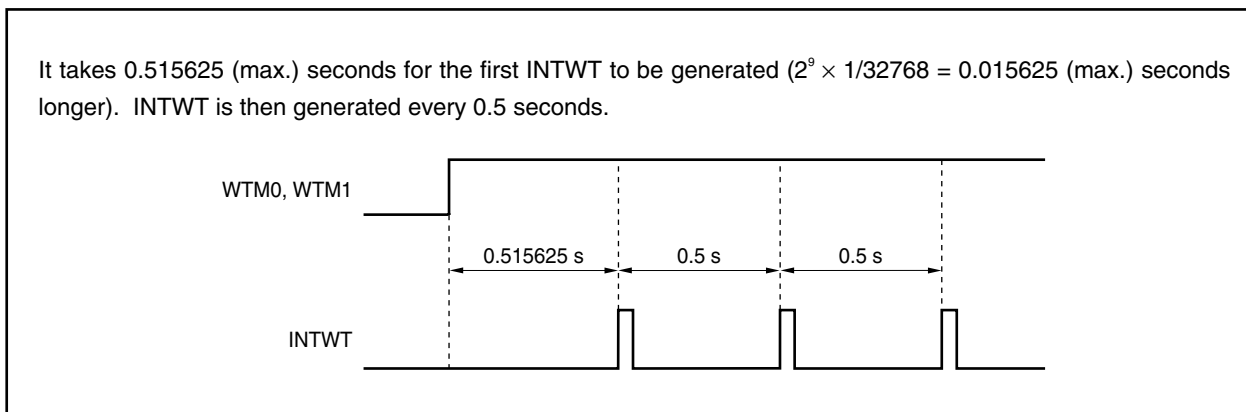 It takes 0.515625 (max.) seconds for the first INTWT to be generated (2⁹ × 1/32768 = 0.015625 (max.) seconds
longer). INTWT is then generated every 0.5 seconds.
WTM0, WTM1
0.515625 s 0.5 s 0.5 s
INTWT